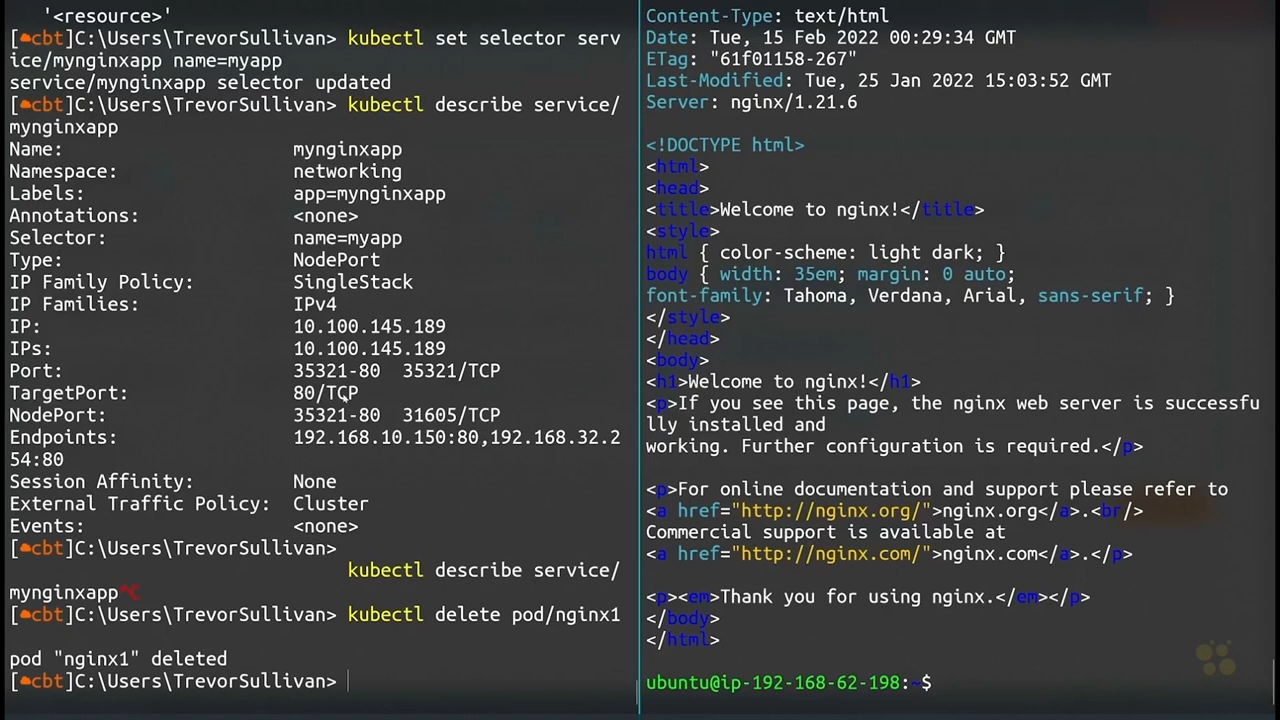 '<resource>'
[cbt]C:\Users\TrevorSullivan> kubectl set selector serv
ice/mynginxapp name=myapp
service/mynginxapp selector updated
[cbt]C:\Users\TrevorSullivan> kubectl describe service/
mynginxapp
Name: mynginxapp
Namespace: networking
Labels: app=mynginxapp
Annotations: <none>
Selector: name=myapp
Type: NodePort
IP Family Policy: SingleStack
IP Families: IPv4
IP: 10.100.145.189
IPs: 10.100.145.189
Port: 35321-80 35321/TCP
TargetPort: 80/TCP
NodePort: 35321-80 31605/TCP
Endpoints: 192.168.10.150:80,192.168.32.2
54:80
Session Affinity: None
External Traffic Policy: Cluster
Events: <none>
[cbt]C:\Users\TrevorSullivan>
kubectl describe service/
mynginxapp^C
[cbt]C:\Users\TrevorSullivan> kubectl delete pod/nginx1
pod "nginx1" deleted
[cbt]C:\Users\TrevorSullivan>
Content-Type: text/html
Date: Tue, 15 Feb 2022 00:29:34 GMT
ETag: "61f01158-267"
Last-Modified: Tue, 25 Jan 2022 15:03:52 GMT
Server: nginx/1.21.6
<!DOCTYPE html>
<html>
<head>
<title>Welcome to nginx!</title>
<style>
html { color-scheme: light dark; }
body { width: 35em; margin: 0 auto;
font-family: Tahoma, Verdana, Arial, sans-serif; }
</style>
</head>
<body>
<h1>Welcome to nginx!</h1>
<p>If you see this page, the nginx web server is successfu
lly installed and
working. Further configuration is required.</p>
<p>For online documentation and support please refer to
<a href="http://nginx.org/">nginx.org</a>.<br/>
Commercial support is available at
<a href="http://nginx.com/">nginx.com</a>.</p>
<p><em>Thank you for using nginx.</em></p>
</body>
</html>
ubuntu@ip-192-168-62-198:~$